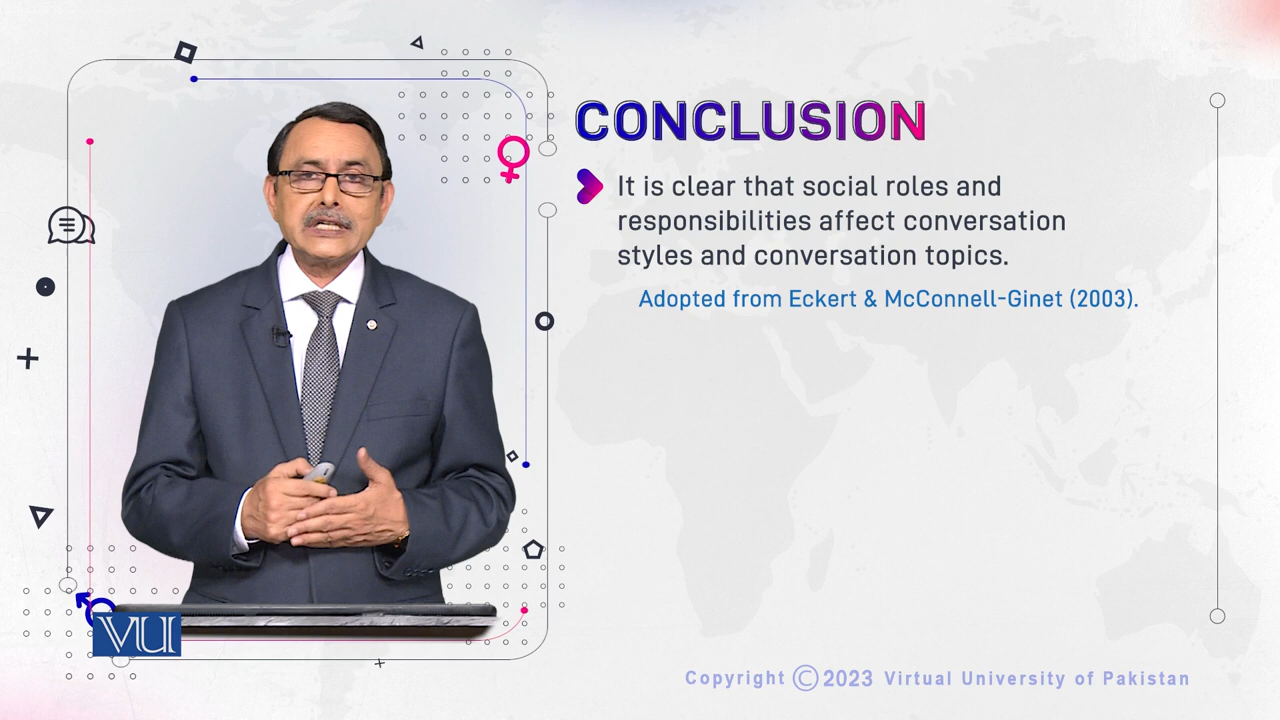 CONCLUSION
It is clear that social roles and
responsibilities affect conversation
styles and conversation topics.
Adopted from Eckert & McConnell-Ginet (2003).
VU
Copyright © 2023 Virtual University of Pakistan